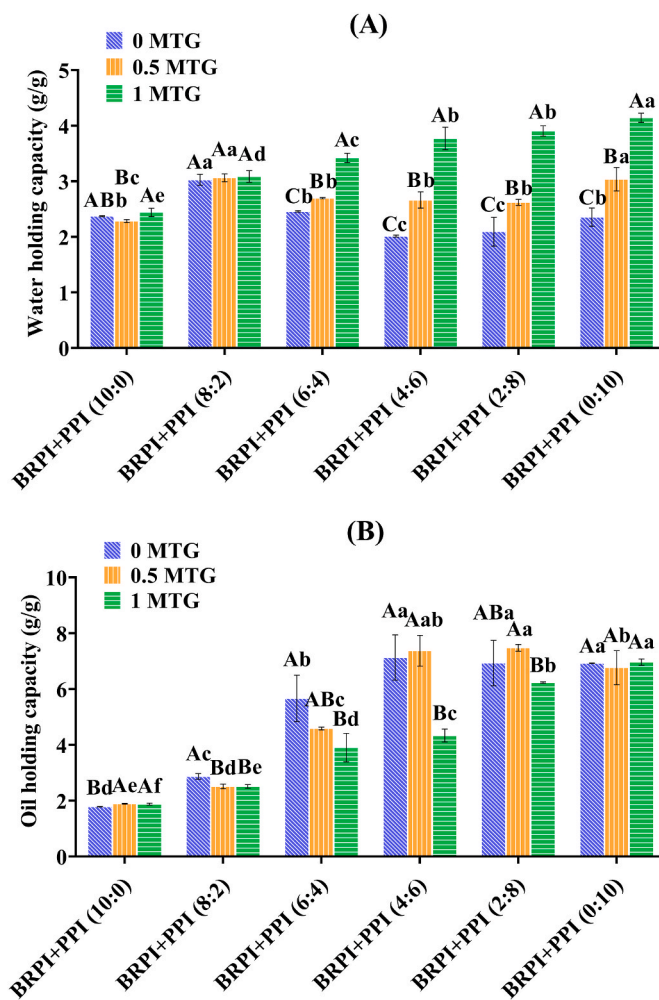 (A)
0 MTG
0.5 MTG
1 MTG
Water holding capacity (g/g)
5
4
3
2
1
0
ABb Bc Ae Aa Aa Ad Cb Bb Ac Cc Bb Ab Cc Bb Ab Cb Ba Aa
BRPI+PPI (10:0)
BRPI+PPI (8:2)
BRPI+PPI (6:4)
BRPI+PPI (4:6)
BRPI+PPI (2:8)
BRPI+PPI (0:10)
(B)
0 MTG
0.5 MTG
1 MTG
Oil holding capacity (g/g)
10
8
6
4
2
0
Bd Ae Af Ac Bd Be Ab ABc Bd Aa Aab Bc ABa Aa Bb Aa Ab Aa
BRPI+PPI (10:0)
BRPI+PPI (8:2)
BRPI+PPI (6:4)
BRPI+PPI (4:6)
BRPI+PPI (2:8)
BRPI+PPI (0:10)